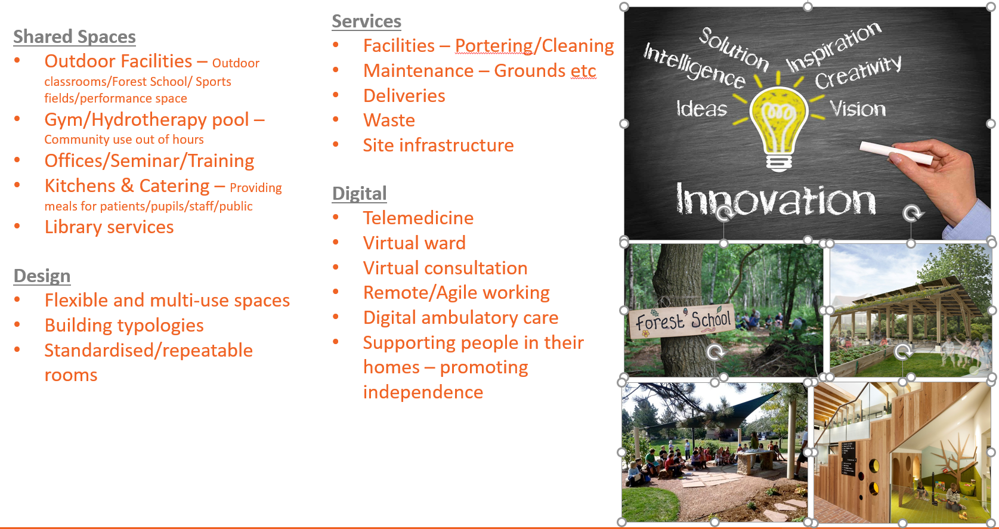 Shared Spaces
• Outdoor Facilities – Outdoor
classrooms/Forest School/ Sports
fields/performance space
• Gym/Hydrotherapy pool –
Community use out of hours
• Offices/Seminar/Training
• Kitchens & Catering – Providing
meals for patients/pupils/staff/public
• Library services
Design
• Flexible and multi-use spaces
• Building typologies
• Standardised/repeatable
rooms
Services
• Facilities – Portering/Cleaning
• Maintenance – Grounds etc
• Deliveries
• Waste
• Site infrastructure
Digital
• Telemedicine
• Virtual ward
• Virtual consultation
• Remote/Agile working
• Digital ambulatory care
• Supporting people in their
homes – promoting
independence
Solution
Inspiration
Intelligence
Creativity
Ideas
Vision
Innovation
Forest School